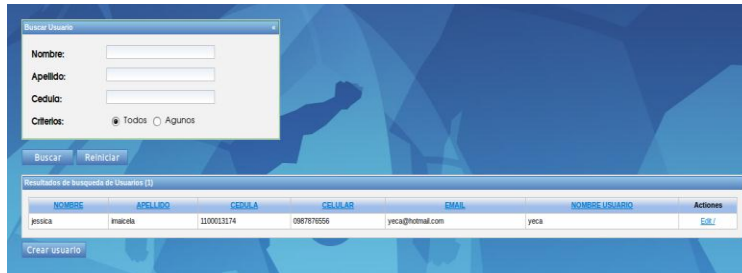 Buscar Usuario «
Nombre:
Apellido:
Cedula:
Criterios: Todos Agunos
Buscar Reiniciar
Resultados de busqueda de Usuarios (1)
NOMBRE APELLIDO CEDULA CELULAR EMAIL NOMBRE USUARIO Actiones
jessica imaicela 1100013174 0987876556 yeca@hotmail.com yeca Edit /
Crear usuario